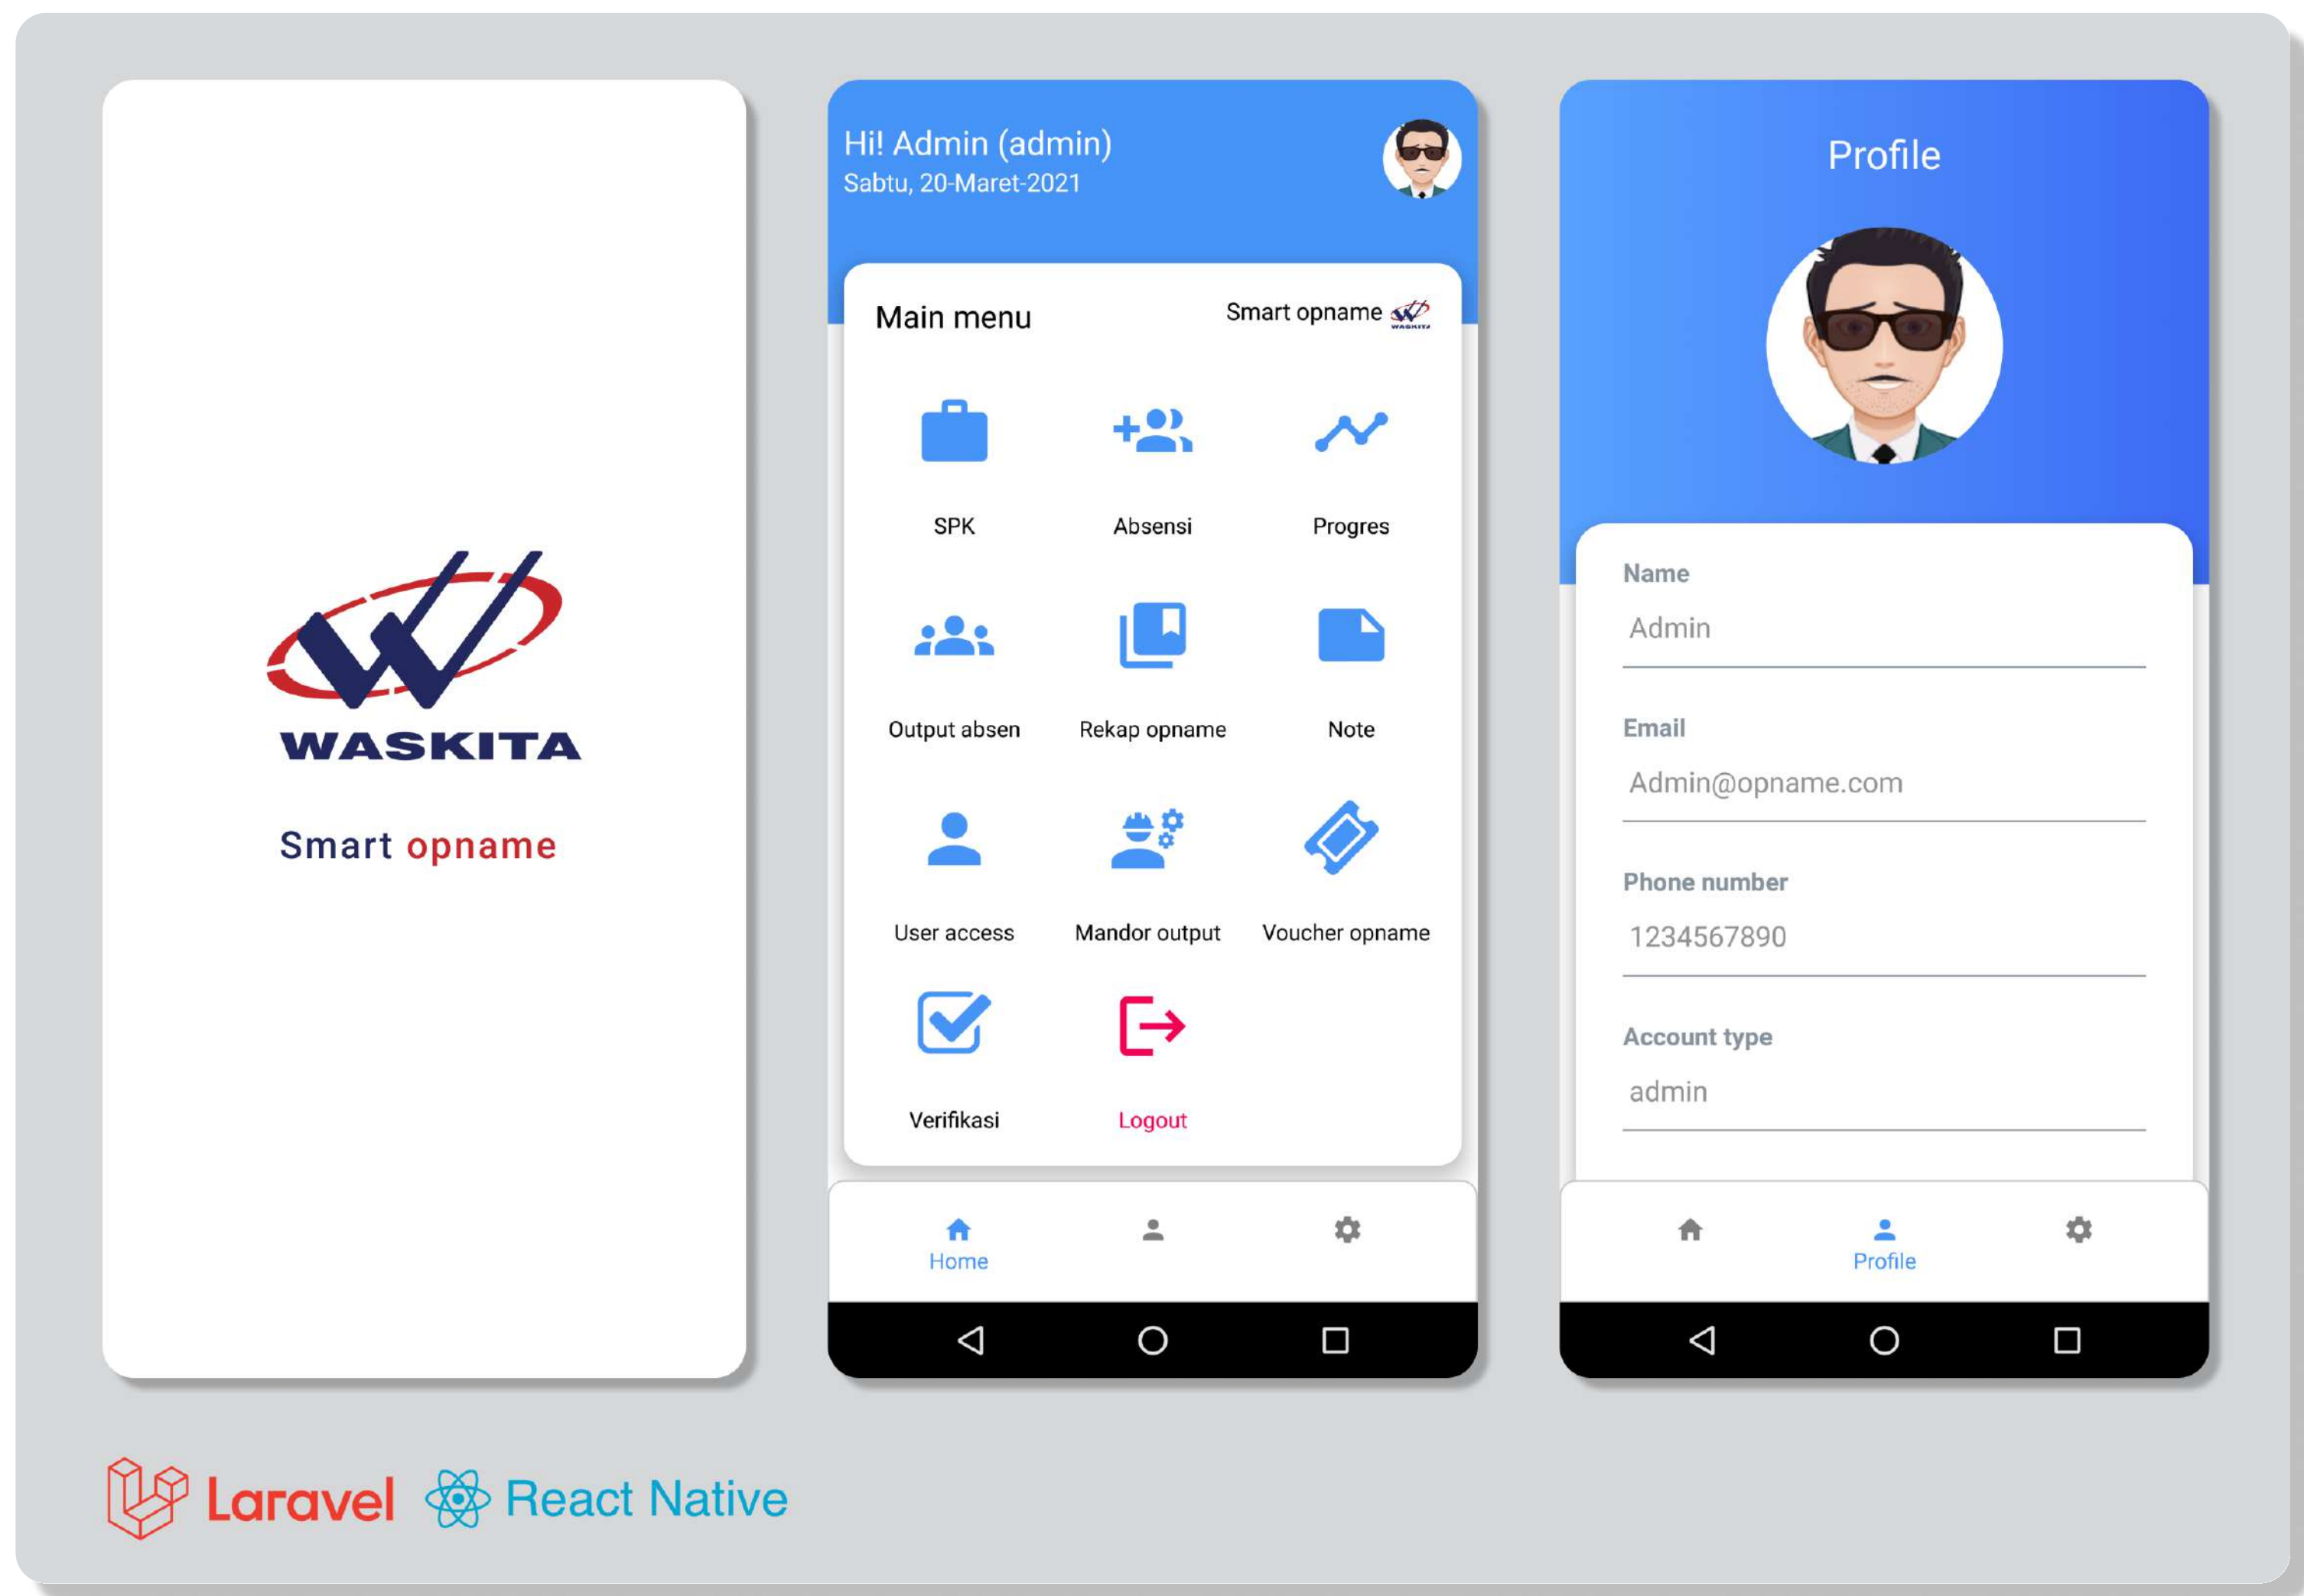 WASKITA
Smart opname
Hi! Admin (admin)
Sabtu, 20-Maret-2021
Main menu
Smart opname
WASKITA
SPK
Absensi
Progres
Output absen
Rekap opname
Note
User access
Mandor output
Voucher opname
Verifikasi
Logout
Home
Profile
Name
Admin
Email
Admin@opname.com
Phone number
1234567890
Account type
admin
Profile
Laravel
React Native